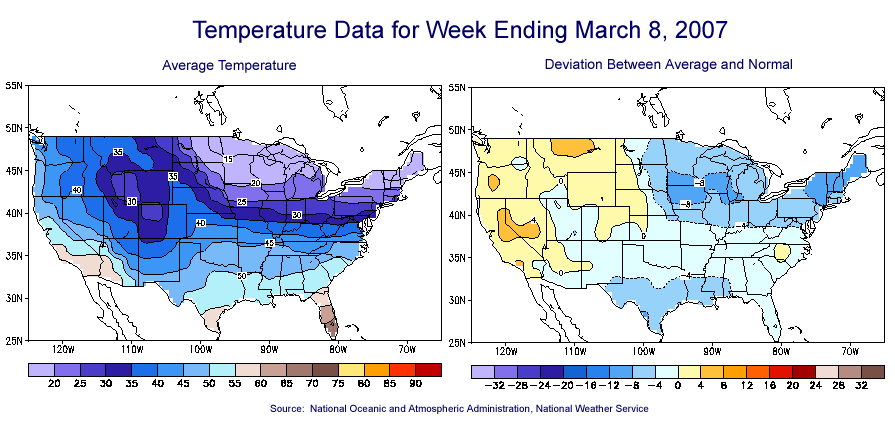 Temperature Data for Week Ending March 8, 2007
Average Temperature
Deviation Between Average and Normal
55N
50N
45N
40N
35N
30N
25N
35
15
40
35
20
30
25
30
40
45
50
120W 110W 100W 90W 80W 70W
20 25 30 35 40 45 50 55 60 65 70 75 80 85 90
55N
50N
45N
40N
35N
30N
25N
0
-8
-8
4
-4
0
-4
0
120W 110W 100W 90W 80W 70W
-32 -28 -24 -20 -16 -12 -8 -4 0 4 8 12 16 20 24 28 32
Source: National Oceanic and Atmospheric Administration, National Weather Service